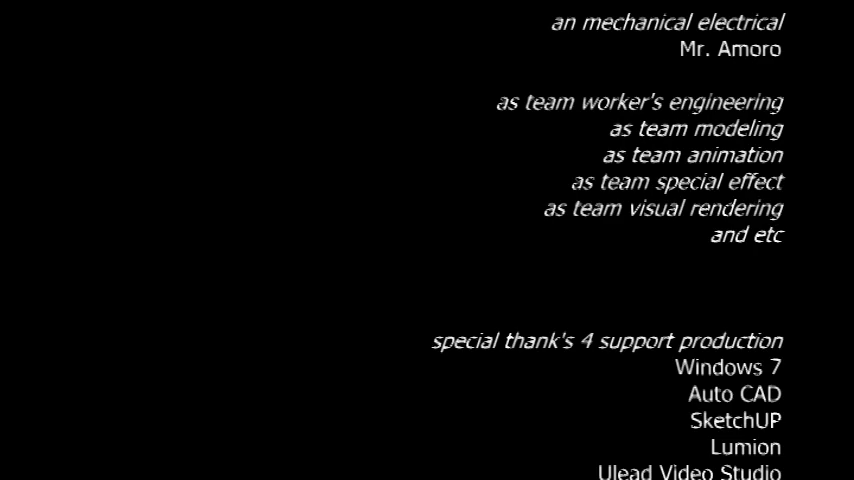 an mechanical electrical
Mr. Amoro
as team worker's engineering
as team modeling
as team animation
as team special effect
as team visual rendering
and etc
special thank's 4 support production
Windows 7
Auto CAD
SketchUP
Lumion
Ulead Video Studio